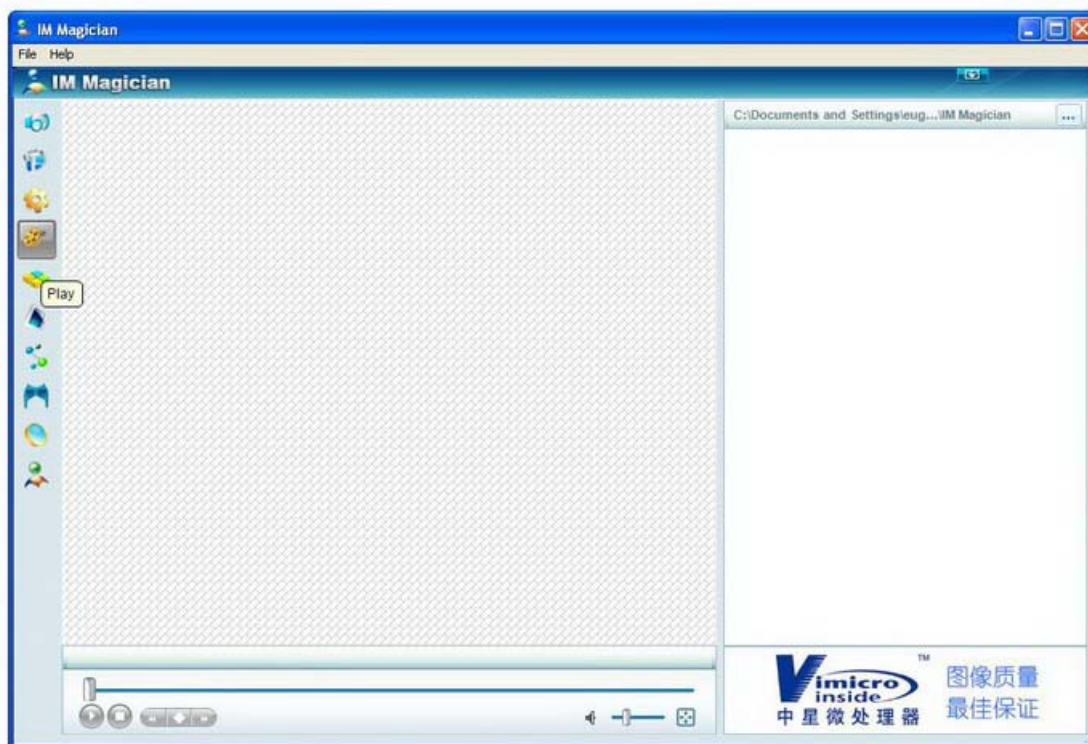 IM Magician
File Help
IM Magician
C:\Documents and Settings\eug...\IM Magician
...
Play
Vimicro TM
inside
中星微处理器
图像质量
最佳保证